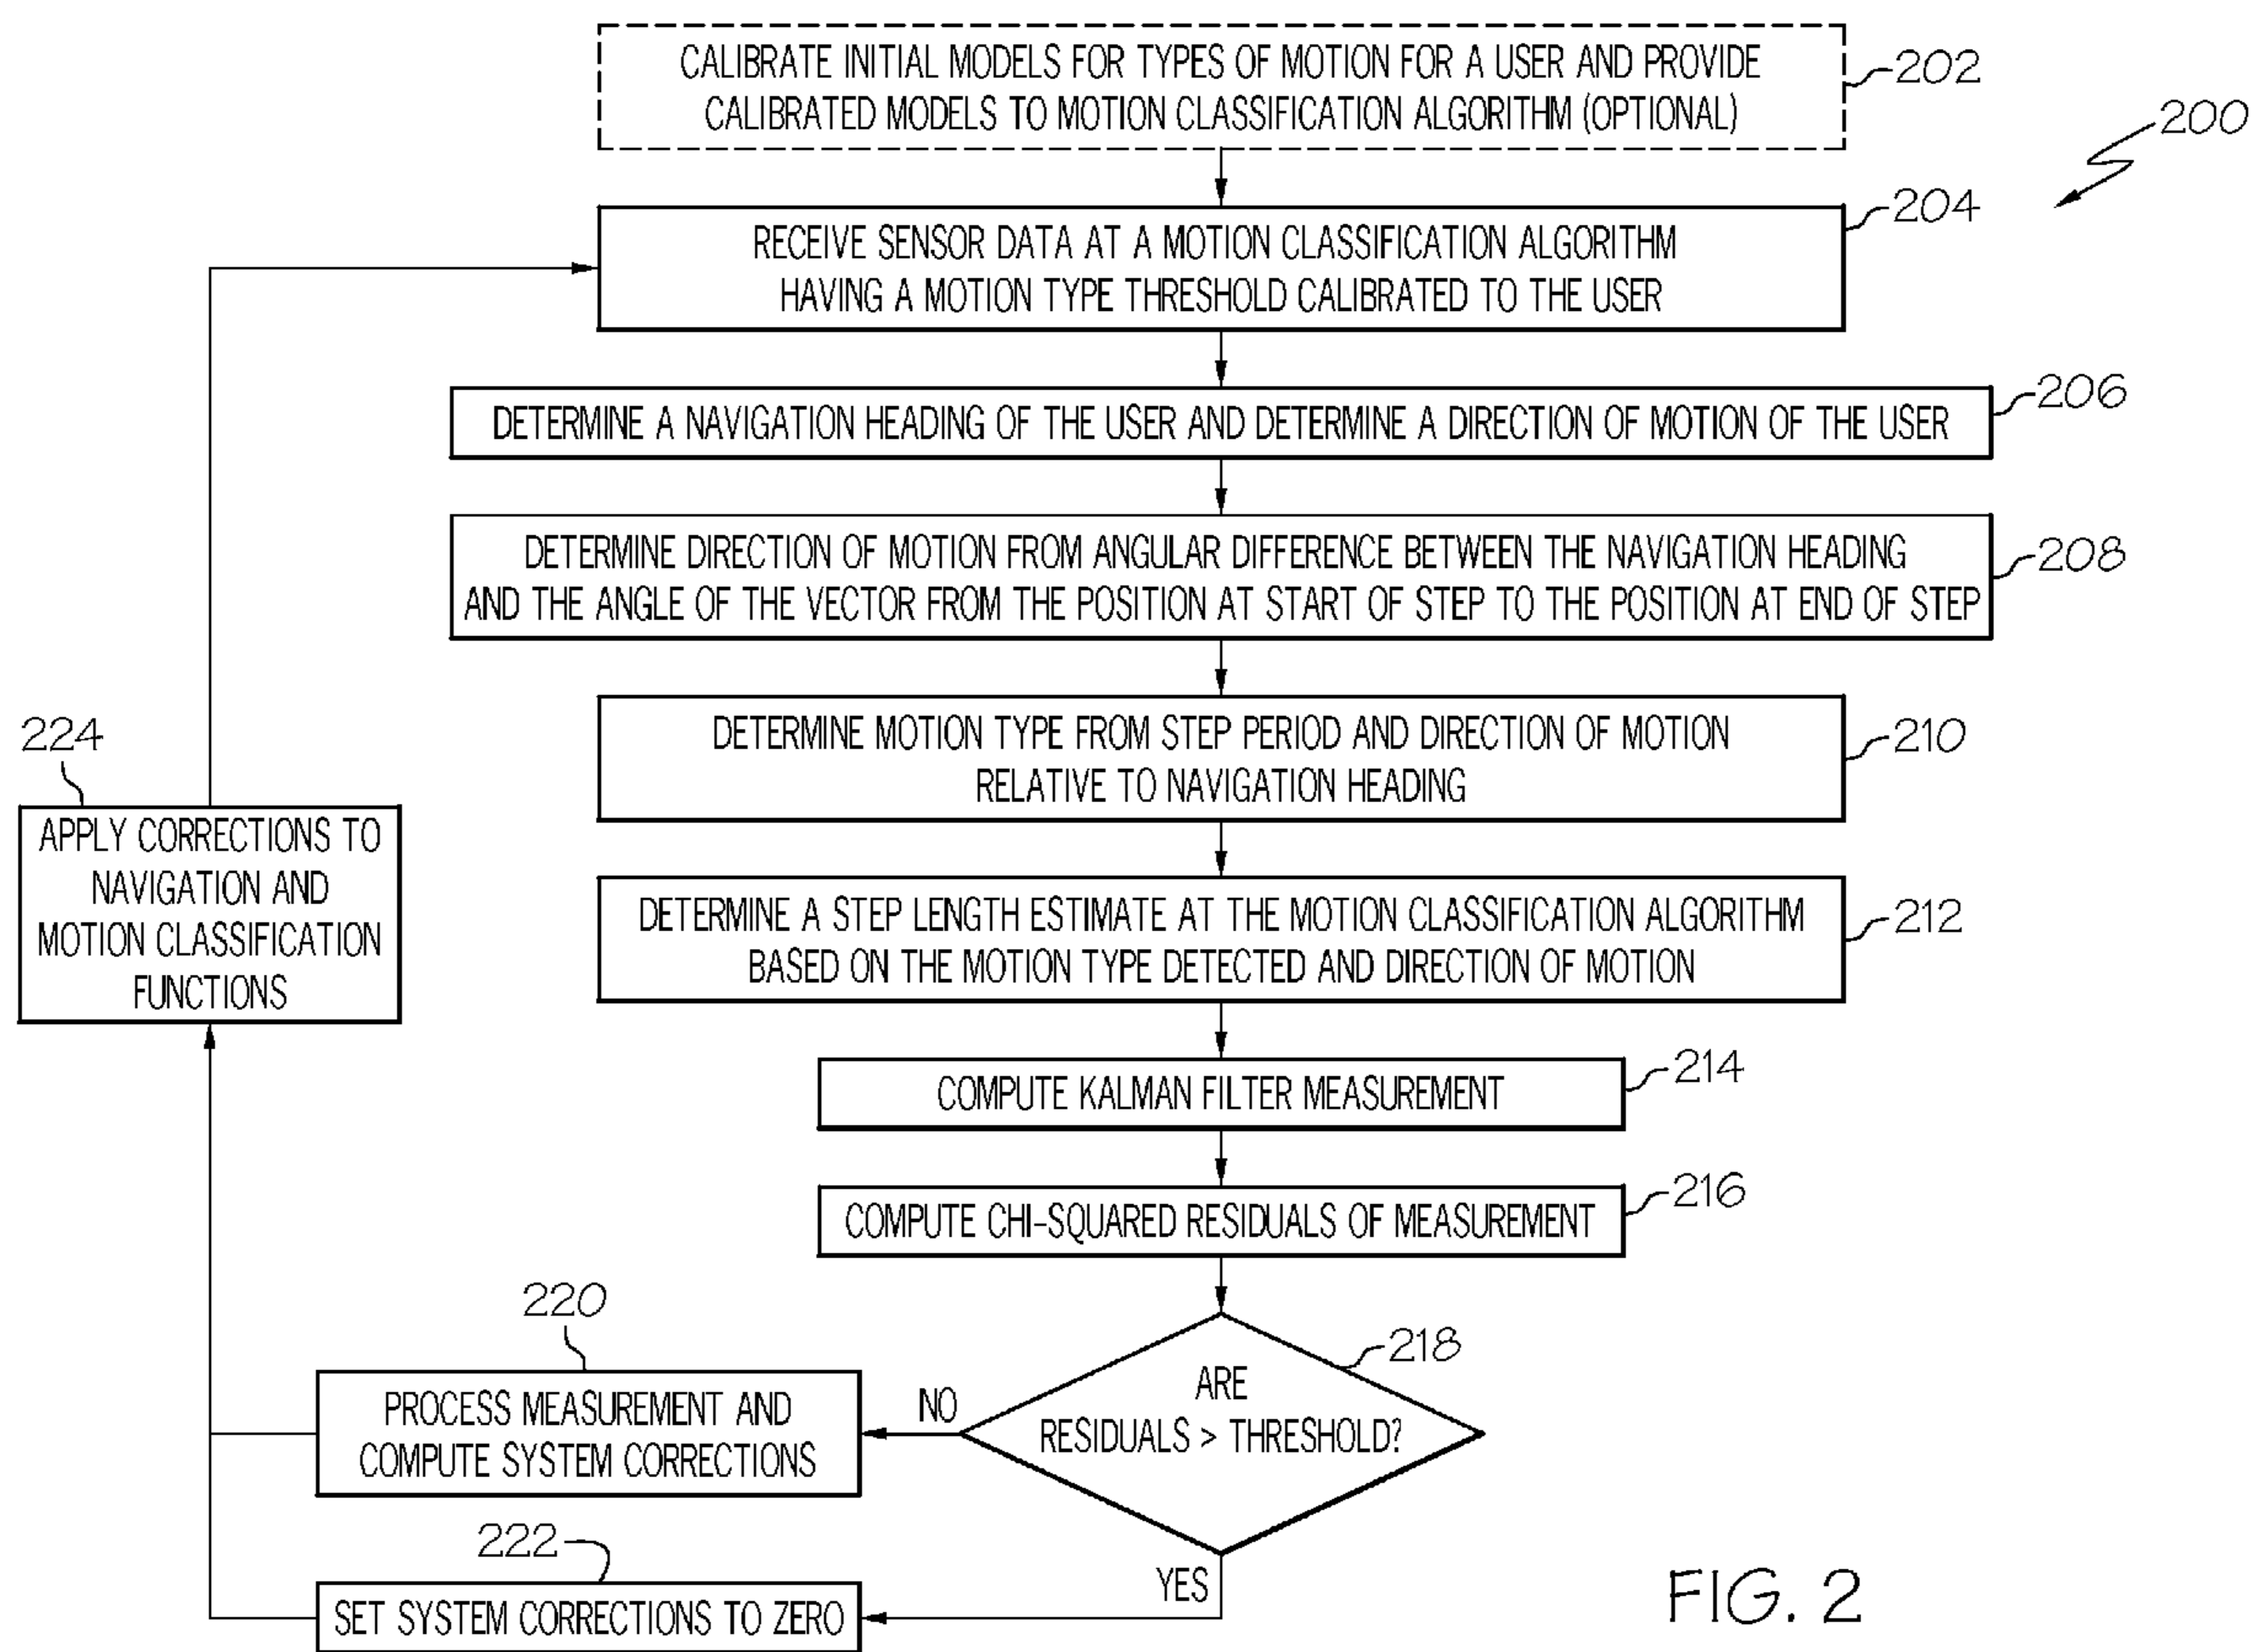 CALIBRATE INITIAL MODELS FOR TYPES OF MOTION FOR A USER AND PROVIDE
CALIBRATED MODELS TO MOTION CLASSIFICATION ALGORITHM (OPTIONAL)
202
200
RECEIVE SENSOR DATA AT A MOTION CLASSIFICATION ALGORITHM
HAVING A MOTION TYPE THRESHOLD CALIBRATED TO THE USER
204
DETERMINE A NAVIGATION HEADING OF THE USER AND DETERMINE A DIRECTION OF MOTION OF THE USER
206
DETERMINE DIRECTION OF MOTION FROM ANGULAR DIFFERENCE BETWEEN THE NAVIGATION HEADING
AND THE ANGLE OF THE VECTOR FROM THE POSITION AT START OF STEP TO THE POSITION AT END OF STEP
208
DETERMINE MOTION TYPE FROM STEP PERIOD AND DIRECTION OF MOTION
RELATIVE TO NAVIGATION HEADING
210
DETERMINE A STEP LENGTH ESTIMATE AT THE MOTION CLASSIFICATION ALGORITHM
BASED ON THE MOTION TYPE DETECTED AND DIRECTION OF MOTION
212
COMPUTE KALMAN FILTER MEASUREMENT
214
COMPUTE CHI-SQUARED RESIDUALS OF MEASUREMENT
216
ARE
RESIDUALS > THRESHOLD?
218
NO
YES
220
PROCESS MEASUREMENT AND
COMPUTE SYSTEM CORRECTIONS
222
SET SYSTEM CORRECTIONS TO ZERO
224
APPLY CORRECTIONS TO
NAVIGATION AND
MOTION CLASSIFICATION
FUNCTIONS
FIG. 2